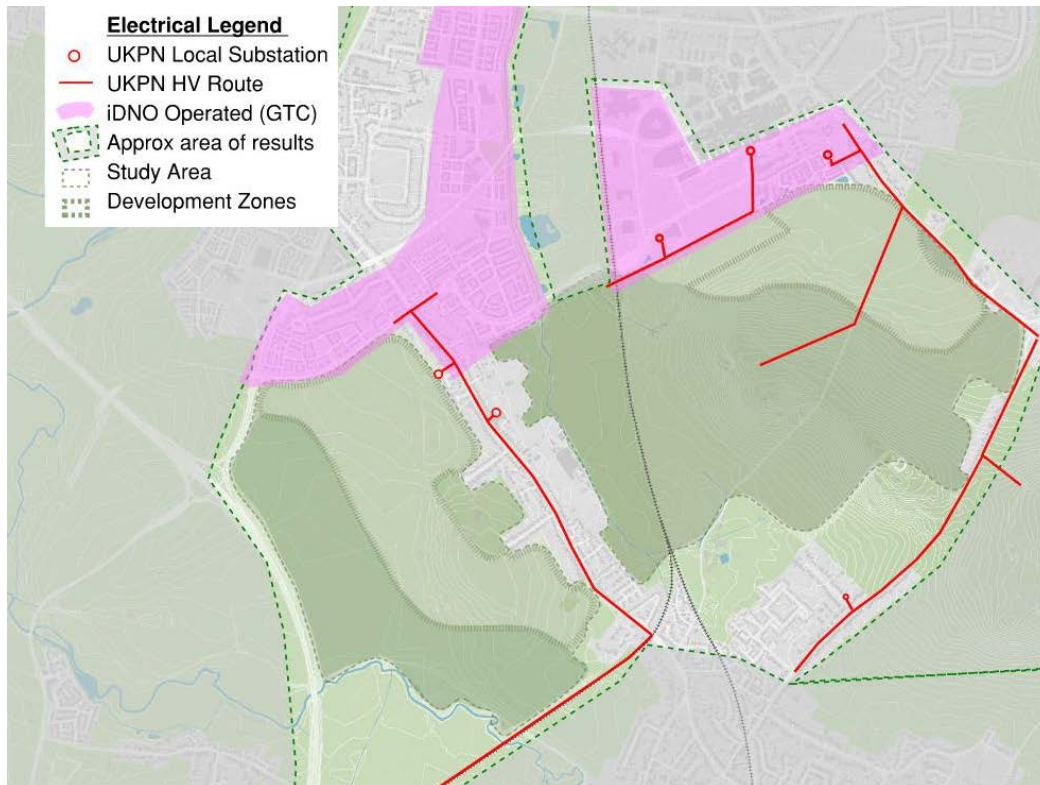 Electrical Legend
UKPN Local Substation
UKPN HV Route
iDNO Operated (GTC)
Approx area of results
Study Area
Development Zones